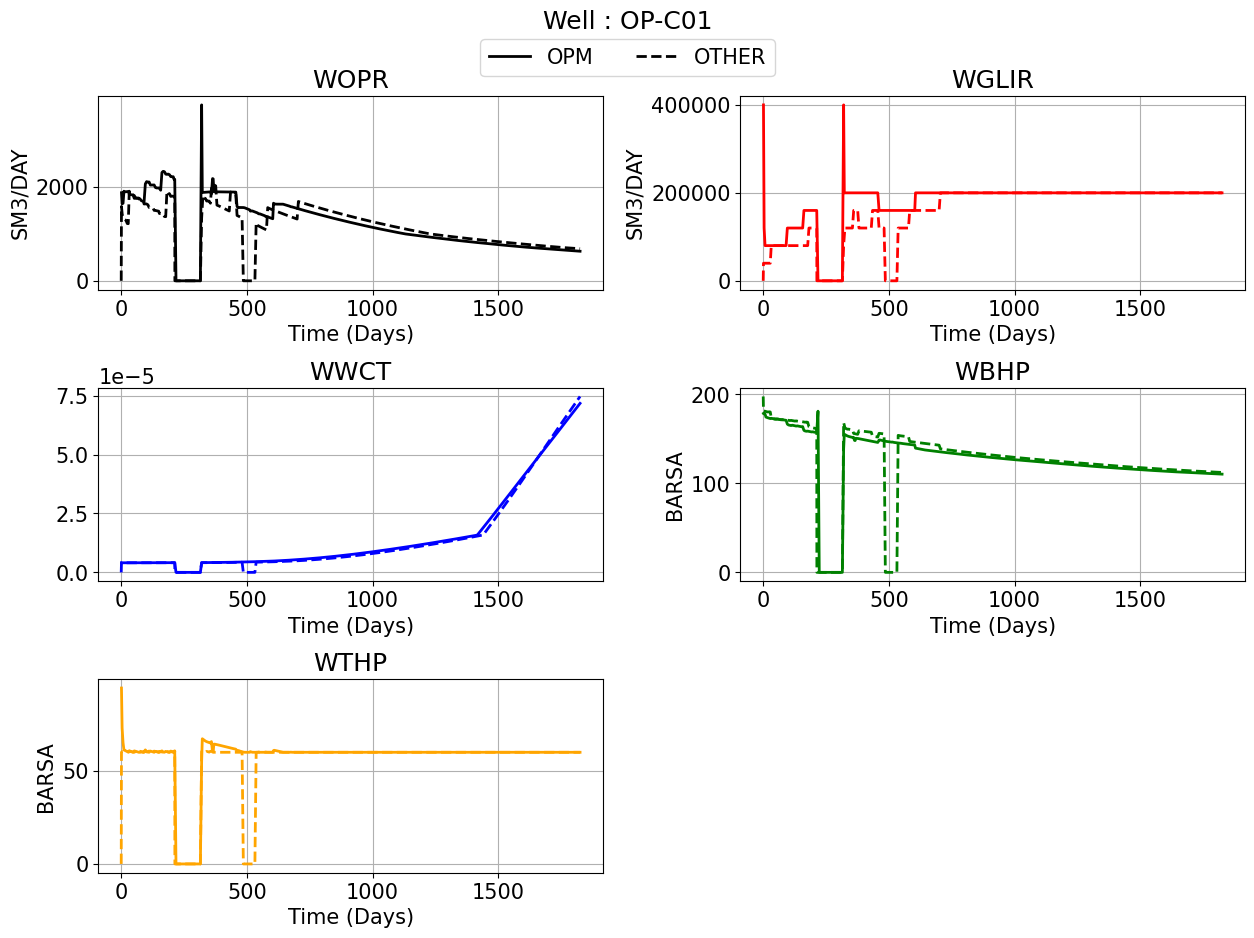 Well : OP-C01
OPM OTHER
WOPR
SM3/DAY
2000
0
0 500 1000 1500
Time (Days)
WGLIR
SM3/DAY
400000
200000
0
0 500 1000 1500
Time (Days)
WWCT
1e−5
7.5
5.0
2.5
0.0
0 500 1000 1500
Time (Days)
WBHP
BARSA
200
100
0
0 500 1000 1500
Time (Days)
WTHP
BARSA
50
0
0 500 1000 1500
Time (Days)